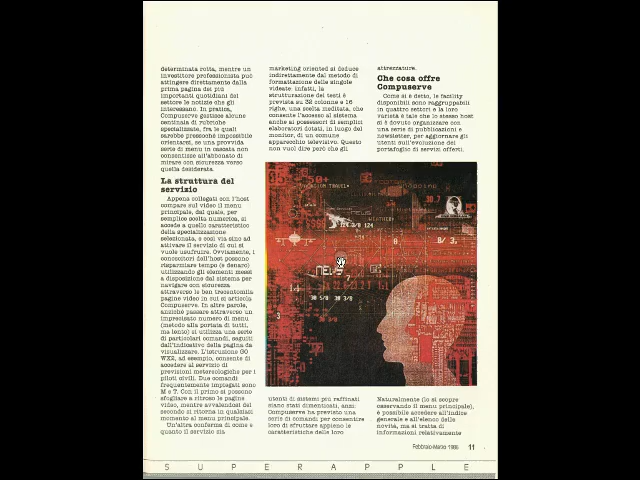 determinata rotta, mentre un
investitore professionista può
attingere direttamente dalla
prima pagina dei più
importanti quotidiani del
settore le notizie che gli
interessano. In pratica,
Compuserve gestisce alcune
centinaia di rubriche
specializzate, fra le quali
sarebbe pressoché impossibile
orientarsi, se una provvida
serie di menu in cascata non
consentisse all'abbonato di
mirare con sicurezza verso
quella desiderata.
La struttura del
servizio
Appena collegati con l'host
compare sul video il menu
principale, dal quale, per
semplice scelta numerica, si
accede a quello caratteristico
della specializzazione
selezionata, e così via sino ad
attivare il servizio di cui si
vuole usufruire. Ovviamente, i
conoscitori dell'host possono
risparmiare tempo (e denaro)
utilizzando gli elementi messi
a disposizione del sistema per
navigare con sicurezza
attraverso le ben trecentomila
pagine video in cui si articola
Compuserve. In altre parole,
anziché passare attraverso un
imprecisato numero di menu
(metodo alla portata di tutti,
ma lento) si utilizza una serie
di particolari comandi, seguiti
dall'indicativo della pagina da
visualizzare. L'istruzione GO
WX2, ad esempio, consente di
accedere al servizio di
previsioni meteorologiche per i
piloti civili. Due comandi
frequentemente impiegati sono
M e T. Con il primo si possono
sfogliare a ritroso le pagine
video, mentre avvalendosi del
secondo si ritorna in qualsiasi
momento al menu principale.
Un'altra conferma di come e
quanto il servizio sia
marketing oriented si deduce
indirettamente dal metodo di
formattazione delle singole
videate: infatti, la
strutturazione dei testi è
prevista su 32 colonne e 16
righe, una scelta meditata, che
consente l'accesso al sistema
anche ai possessori di semplici
elaboratori dotati, in luogo del
monitor, di un comune
apparecchio televisivo. Questo
non vuol dire però che gli
utenti di sistemi più raffinati
siano stati dimenticati, anzi:
Compuserve ha previsto una
serie di comandi per consentire
loro di sfruttare appieno le
caratteristiche delle loro
attrezzature.
Che cosa offre
Compuserve
Come si è detto, le facility
disponibili sono raggruppabili
in quattro settori e la loro
varietà è tale che lo stesso host
si è dovuto organizzare con
una serie di pubblicazioni e
newsletter, per aggiornare gli
utenti sull'evoluzione del
portafoglio di servizi offerti.
NEWS
Naturalmente (lo si scopre
osservando il menu principale),
è possibile accedere all'indice
generale e all'elenco delle
novità, ma si tratta di
informazioni relativamente
Febbraio-Marzo 1986 11
S U P E R A P P L E